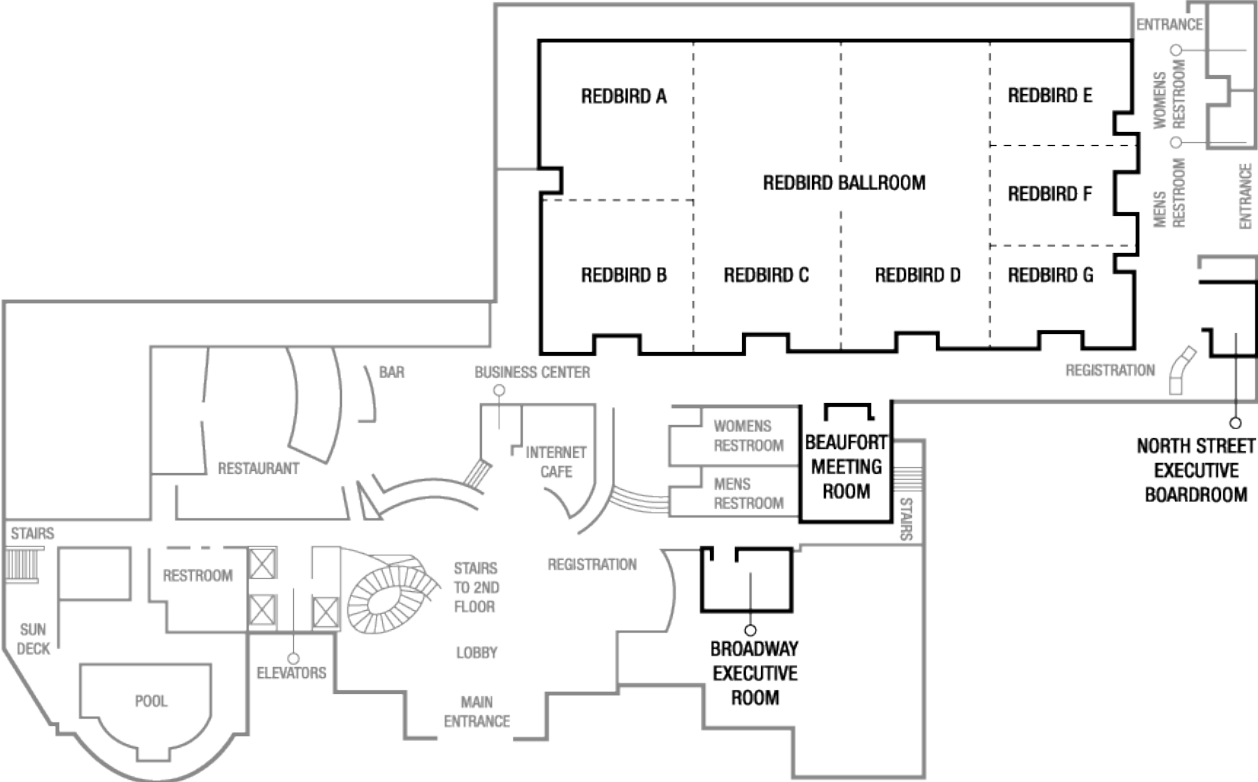 ENTRANCE
WOMENS
RESTROOM
MENS
RESTROOM
ENTRANCE
REDBIRD A
REDBIRD E
REDBIRD BALLROOM
REDBIRD F
REDBIRD B
REDBIRD C
REDBIRD D
REDBIRD G
REGISTRATION
BAR
BUSINESS CENTER
RESTAURANT
INTERNET
CAFE
WOMENS
RESTROOM
MENS
RESTROOM
BEAUFORT
MEETING
ROOM
STAIRS
NORTH STREET
EXECUTIVE
BOARDROOM
STAIRS
RESTROOM
STAIRS
TO 2ND
FLOOR
REGISTRATION
SUN
DECK
ELEVATORS
LOBBY
BROADWAY
EXECUTIVE
ROOM
POOL
MAIN
ENTRANCE